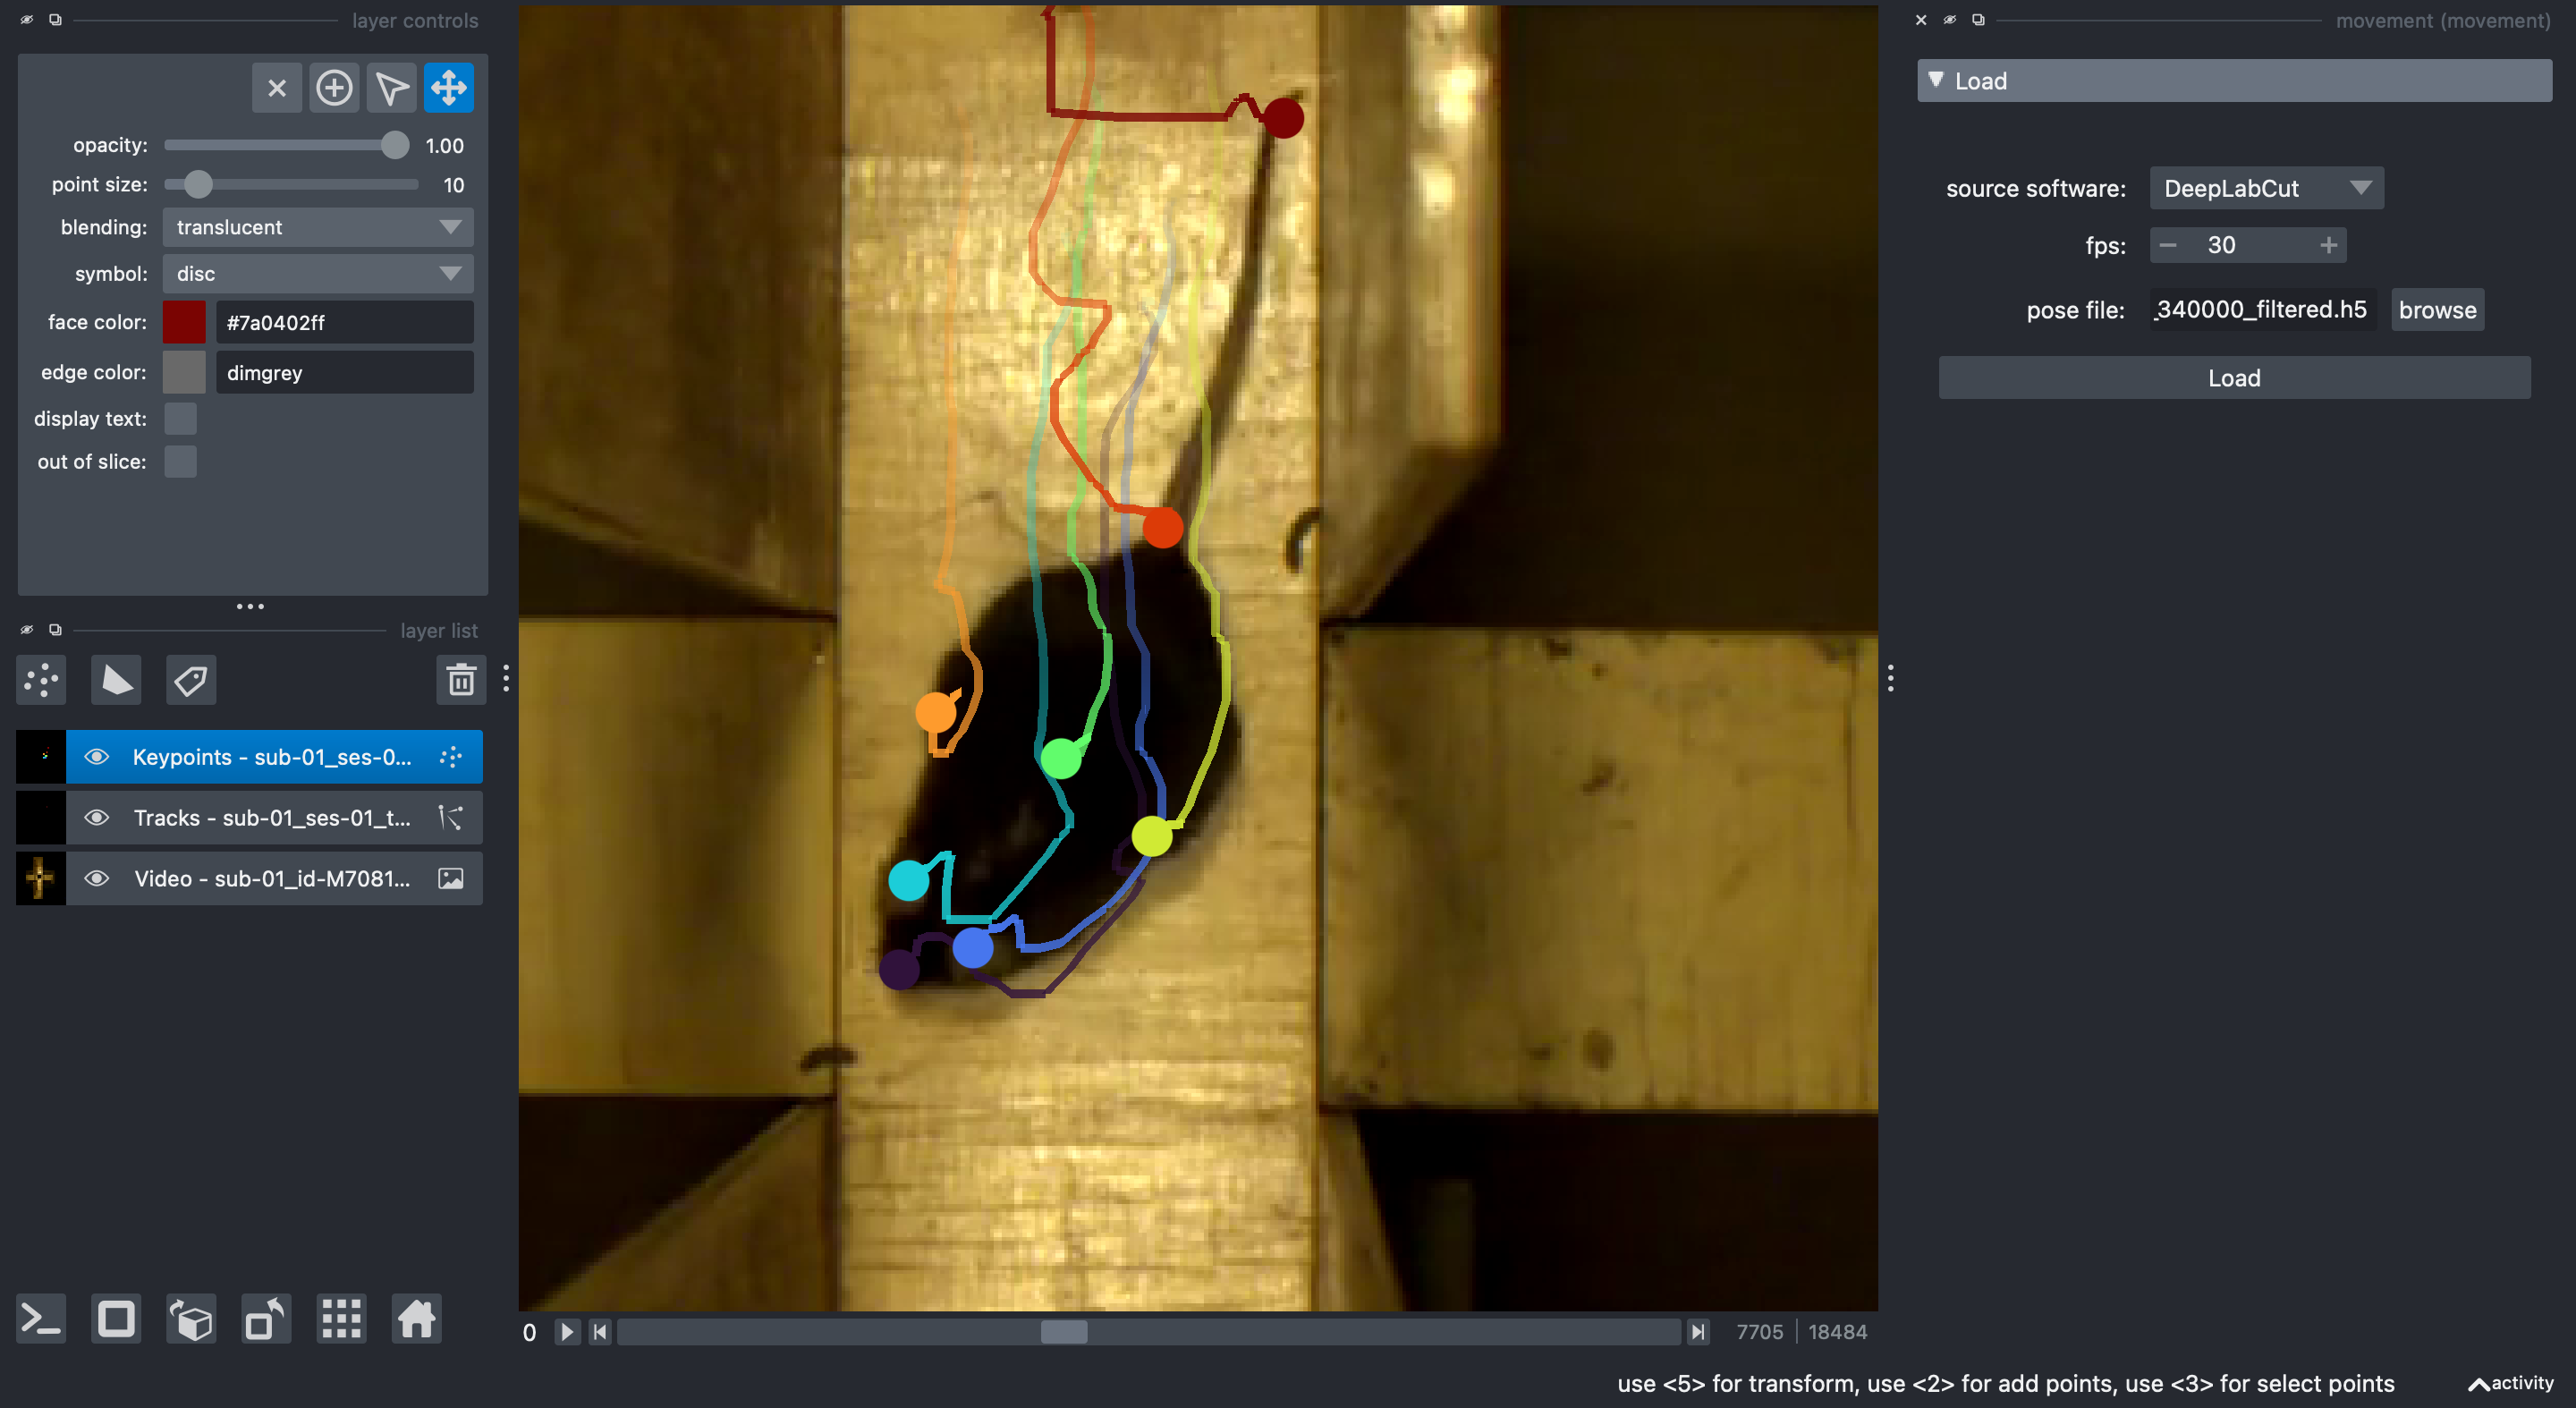 layer controls
opacity: 1.00
point size: 10
blending: translucent
symbol: disc
face color: #7a0402ff
edge color: dimgrey
display text:
out of slice:
layer list
Keypoints - sub-01_ses-0...
Tracks - sub-01_ses-01_t...
Video - sub-01_id-M7081...
0
7705 | 18484
movement (movement)
Load
source software: DeepLabCut
fps: 30
pose file: _340000_filtered.h5 browse
Load
use <5> for transform, use <2> for add points, use <3> for select points
activity